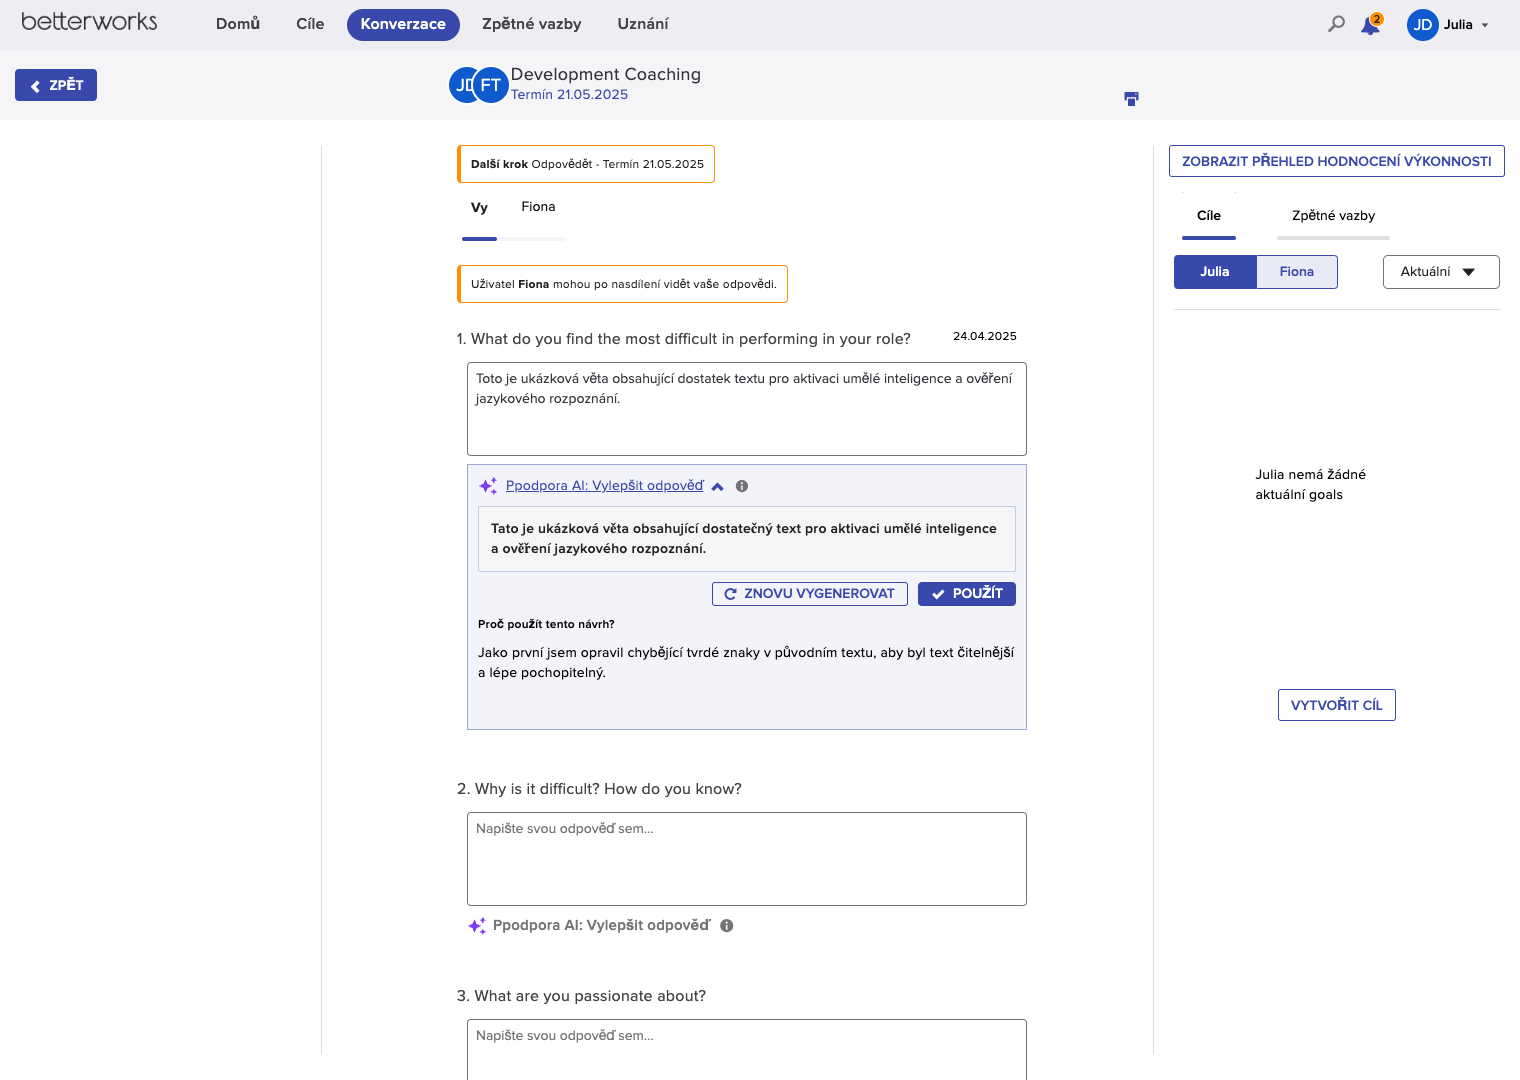 betterworks
Domů
Cíle
Konverzace
Zpětné vazby
Uznání
2
JD
Julia
ZPĚT
JD
FT
Development Coaching
Termín 21.05.2025
Další krok Odpovědět - Termín 21.05.2025
Vy
Fiona
Uživatel Fiona mohou po nasdílení vidět vaše odpovědi.
1. What do you find the most difficult in performing in your role?
24.04.2025
Toto je ukázková věta obsahující dostatek textu pro aktivaci umělé inteligence a ověření
jazykového rozpoznání.
Ppodpora AI: Vylepšit odpověď
Tato je ukázková věta obsahující dostatečný text pro aktivaci umělé inteligence
a ověření jazykového rozpoznání.
ZNOVU VYGENEROVAT
POUŽÍT
Proč použít tento návrh?
Jako první jsem opravil chybějící tvrdé znaky v původním textu, aby byl text čitelnější
a lépe pochopitelný.
2. Why is it difficult? How do you know?
Napište svou odpověď sem...
Ppodpora AI: Vylepšit odpověď
3. What are you passionate about?
Napište svou odpověď sem...
ZOBRAZIT PŘEHLED HODNOCENÍ VÝKONNOSTI
Cíle
Zpětné vazby
Julia
Fiona
Aktuální
Julia nemá žádné
aktuální goals
VYTVOŘIT CÍL